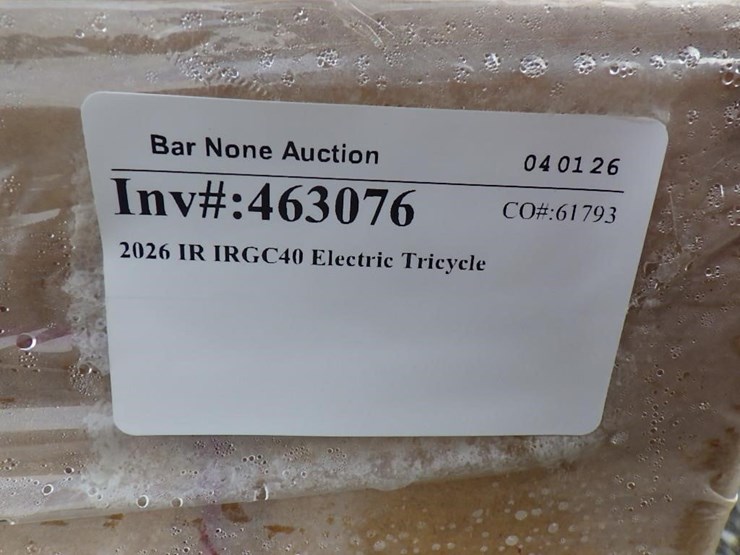 Bar None Auction 040126
Inv#:463076 CO#:61793
2026 IR IRGC40 Electric Tricycle